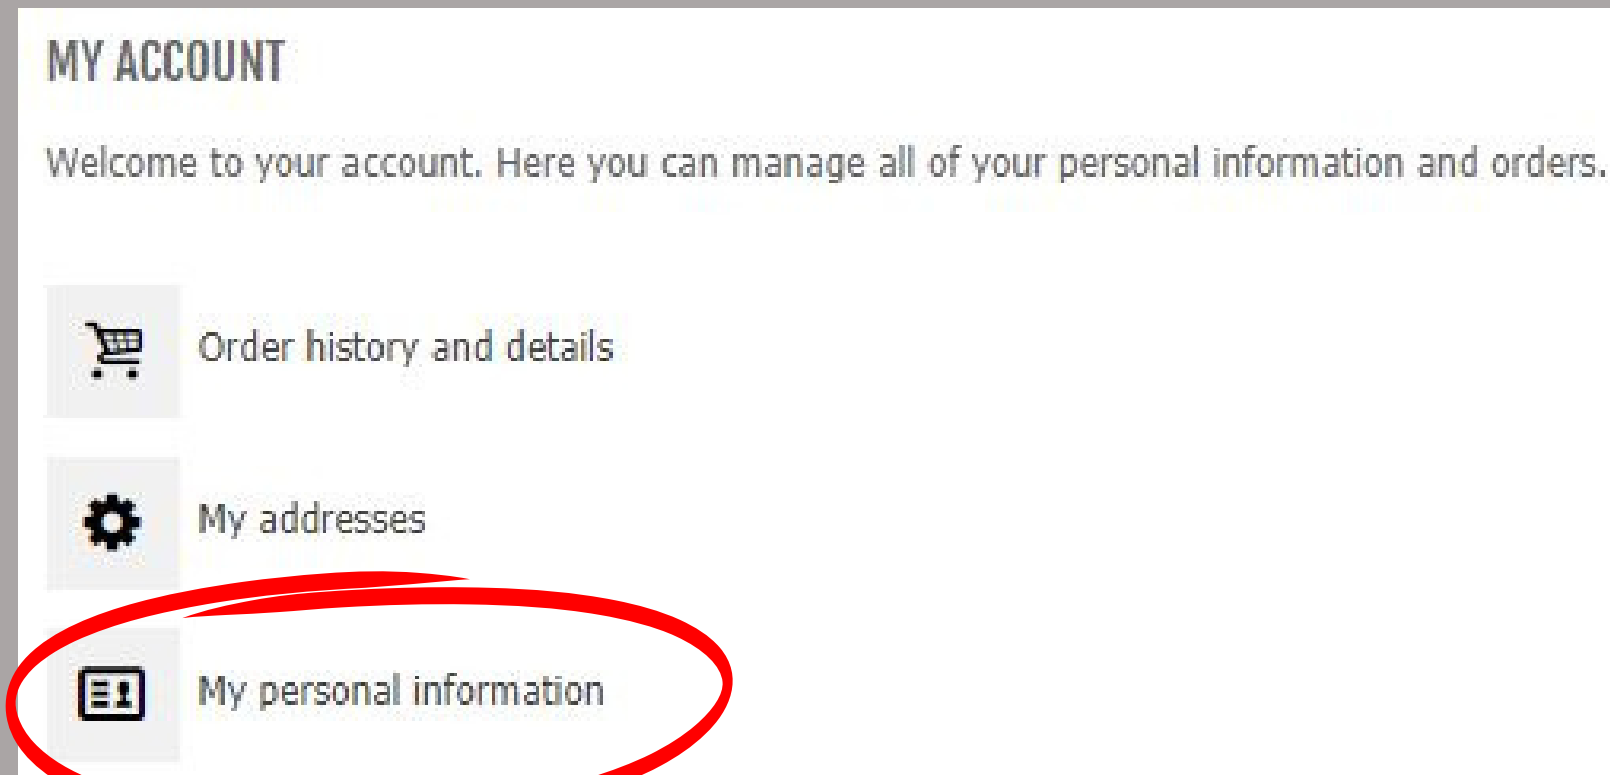 MY ACCOUNT
Welcome to your account. Here you can manage all of your personal information and orders.
Order history and details
My addresses
My personal information